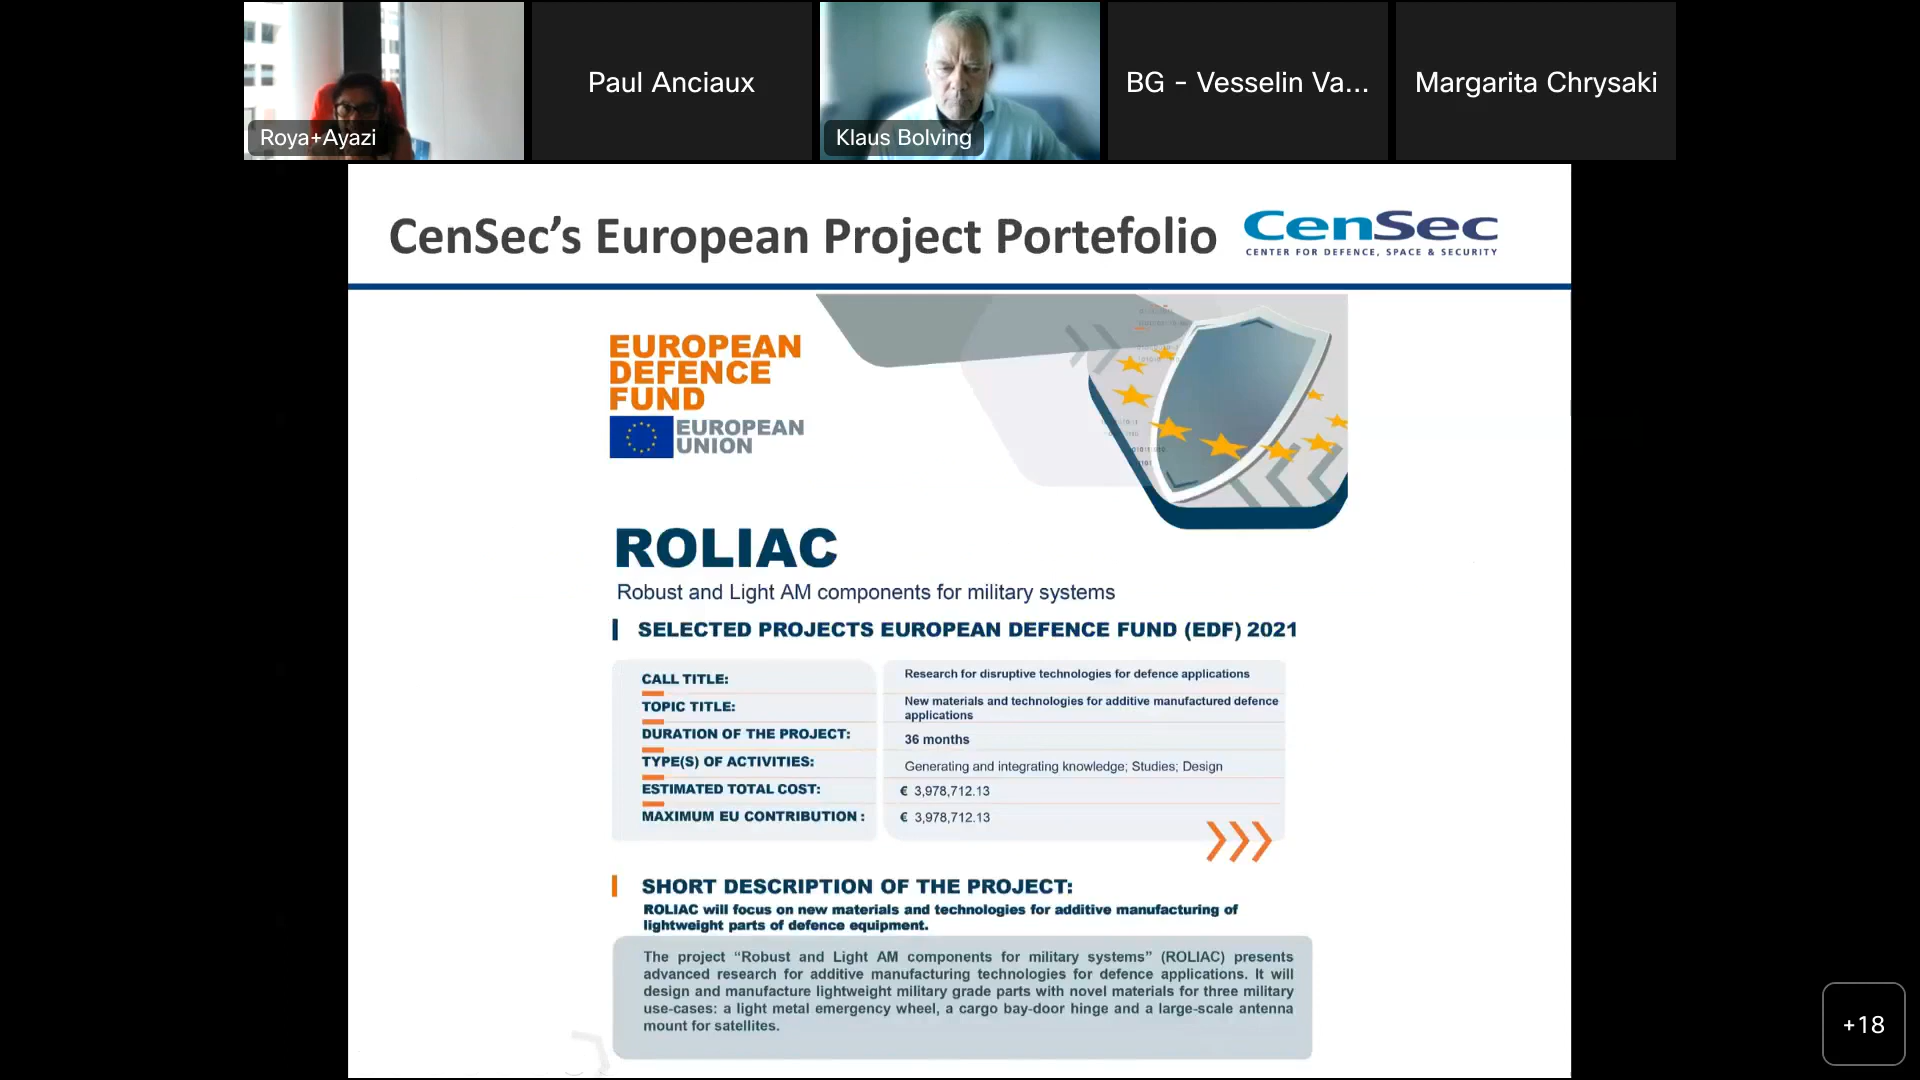 Roya+Ayazi
Paul Anciaux
Klaus Bolving
BG - Vesselin Va...
Margarita Chrysaki
CenSec's European Project Portefolio
CenSec
CENTER FOR DEFENCE, SPACE & SECURITY
EUROPEAN
DEFENCE
FUND
EUROPEAN
UNION
ROLIAC
Robust and Light AM components for military systems
SELECTED PROJECTS EUROPEAN DEFENCE FUND (EDF) 2021
CALL TITLE:
Research for disruptive technologies for defence applications
TOPIC TITLE:
New materials and technologies for additive manufactured defence
applications
DURATION OF THE PROJECT:
36 months
TYPE(S) OF ACTIVITIES:
Generating and integrating knowledge; Studies; Design
ESTIMATED TOTAL COST:
€ 3,978,712.13
MAXIMUM EU CONTRIBUTION :
€ 3,978,712.13
SHORT DESCRIPTION OF THE PROJECT:
ROLIAC will focus on new materials and technologies for additive manufacturing of
lightweight parts of defence equipment.
The project “Robust and Light AM components for military systems” (ROLIAC) presents
advanced research for additive manufacturing technologies for defence applications. It will
design and manufacture lightweight military grade parts with novel materials for three military
use-cases: a light metal emergency wheel, a cargo bay-door hinge and a large-scale antenna
mount for satellites.
+18